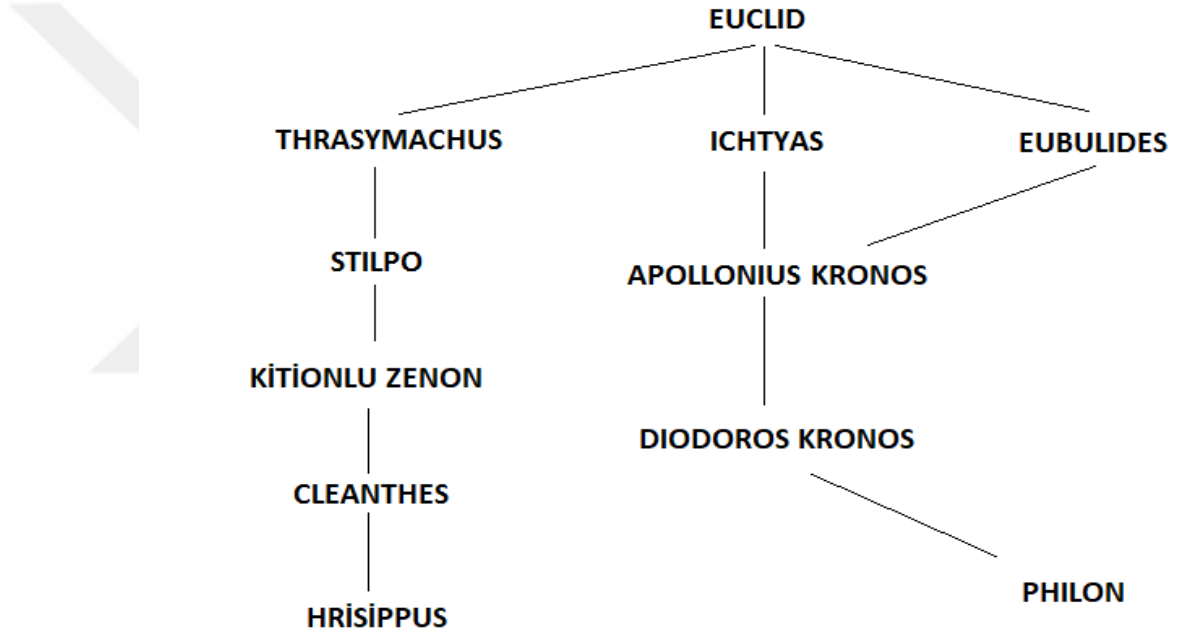 EUCLID
THRASYMACHUS
ICHTYAS
EUBULIDES
STILPO
APOLLONIUS KRONOS
KİTİONLU ZENON
DIODOROS KRONOS
CLEANTHES
PHILON
HRİSİPPUS